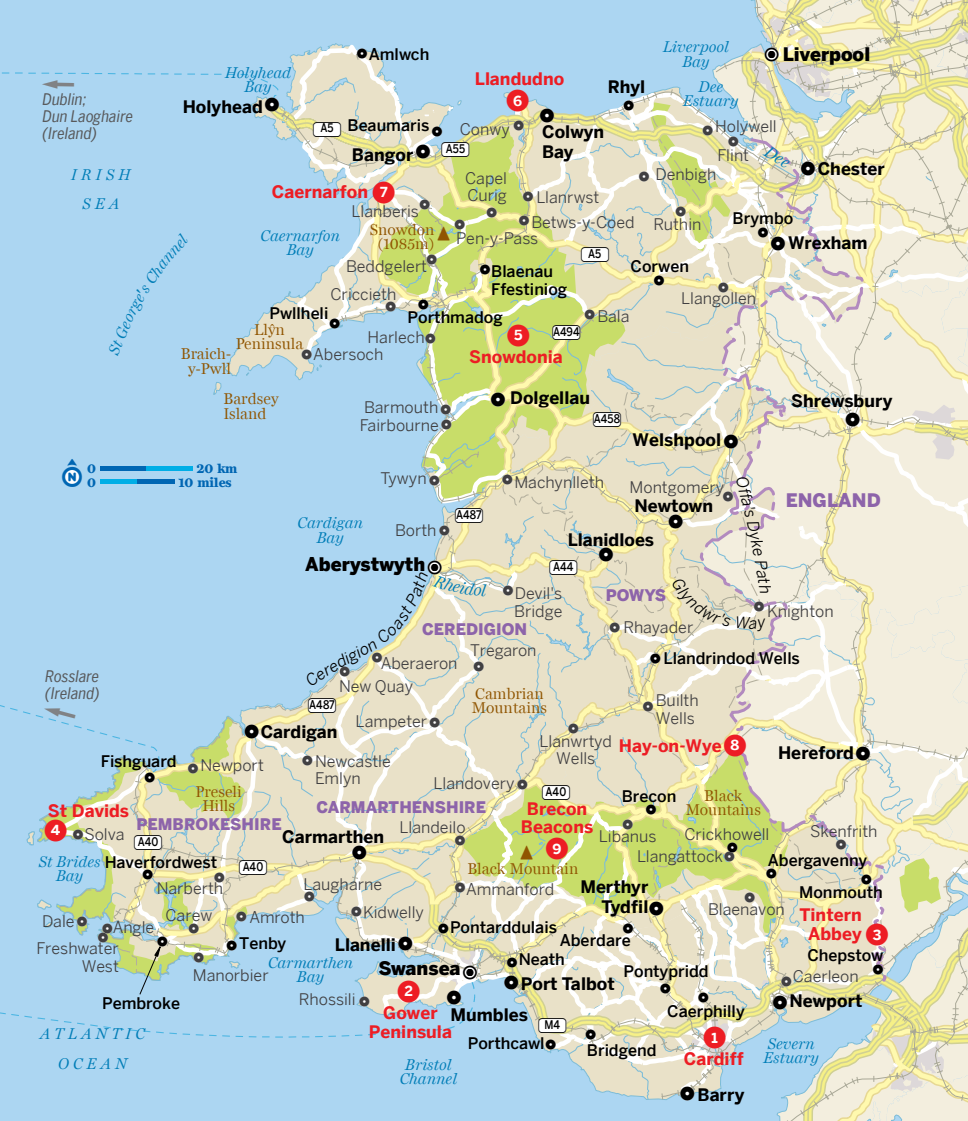 Amlwch
Liverpool
Bay
Liverpool
Holyhead
Bay
Llandudno
6
Rhyl
Dee
Estuary
Dublin;
Dun Laoghaire
(Ireland)
Holyhead
A5
Beaumaris
Conwy
Colwyn
Bay
Holywell
Flint
Dee
Bangor
A55
Chester
IRISH
SEA
Capel
Curig
Denbigh
Caernarfon 7
Llanrwst
Llanberis
Betws-y-Coed
Ruthin
Brymbo
Snowdon
(1085m)
Pen-y-Pass
Wrexham
Caernarfon
Bay
A5
St George's Channel
Beddgelert
Blaenau
Ffestiniog
Corwen
Llangollen
Criccieth
Porthmadog
Pwllheli
Bala
Llŷn
Peninsula
Harlech
5
Snowdonia
A494
Braich-
y-Pwll
Abersoch
Bardsey
Island
Dolgellau
Shrewsbury
Barmouth
Fairbourne
A458
Welshpool
N
0 20 km
0 10 miles
Tywyn
Machynlleth
Montgomery
Offa's Dyke Path
ENGLAND
Newtown
A487
Cardigan
Bay
Borth
Llanidloes
Aberystwyth
A44
Rheidol
Devil's
Bridge
POWYS
Glyndwr's Way
Knighton
Ceredigion Coast Path
CEREDIGION
Rhayader
Tregaron
Llandrindod Wells
Aberaeron
New Quay
Rosslare
(Ireland)
Cambrian
Mountains
A487
Builth
Wells
Lampeter
Cardigan
Llanwrtyd
Wells
Hay-on-Wye 8
Hereford
Fishguard
Newport
Newcastle
Emlyn
Llandovery
A40
Preseli
Hills
St Davids
4
CARMARTHENSHIRE
Brecon
Beacons
9
Brecon
Black
Mountains
Solva
PEMBROKESHIRE
Llandeilo
Libanus
Crickhowell
Skenfrith
A40
Carmarthen
St Brides
Bay
Haverfordwest
A40
Black Mountain
Llangattock
Abergavenny
Narberth
Laugharne
Ammanford
Merthyr
Tydfil
Monmouth
Dale
Angle
Carew
Amroth
Kidwelly
Blaenavon
Tintern
Abbey 3
Freshwater
West
Pontarddulais
Aberdare
Tenby
Llanelli
Chepstow
Manorbier
Carmarthen
Bay
Neath
Swansea
Pontypridd
Caerleon
Port Talbot
Pembroke
Rhossili
2
Gower
Peninsula
Mumbles
Caerphilly
Newport
ATLANTIC
OCEAN
M4
Porthcawl
Bridgend
1
Cardiff
Severn
Estuary
Bristol
Channel
Barry